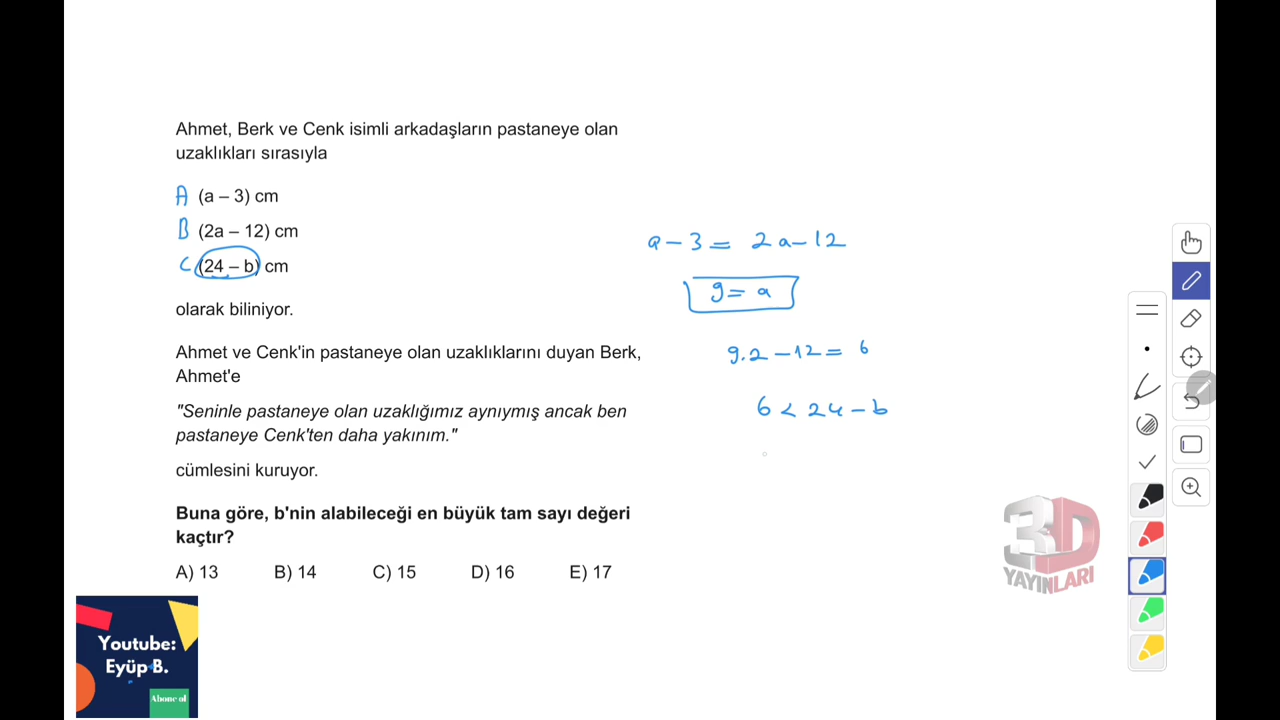 Ahmet, Berk ve Cenk isimli arkadaşların pastaneye olan
uzaklıkları sırasıyla
A (a – 3) cm
B (2a – 12) cm
C (24 – b) cm
olarak biliniyor.
Ahmet ve Cenk'in pastaneye olan uzaklıklarını duyan Berk,
Ahmet'e
"Seninle pastaneye olan uzaklığımız aynıymış ancak ben
pastaneye Cenk'ten daha yakınım."
cümlesini kuruyor.
Buna göre, b'nin alabileceği en büyük tam sayı değeri
kaçtır?
A) 13 B) 14 C) 15 D) 16 E) 17
a – 3 = 2a – 12
9 = a
9.2 – 12 = 6
6 < 24 – b
3D
YAYINLARI
Youtube:
Eyüp B.
Abone ol